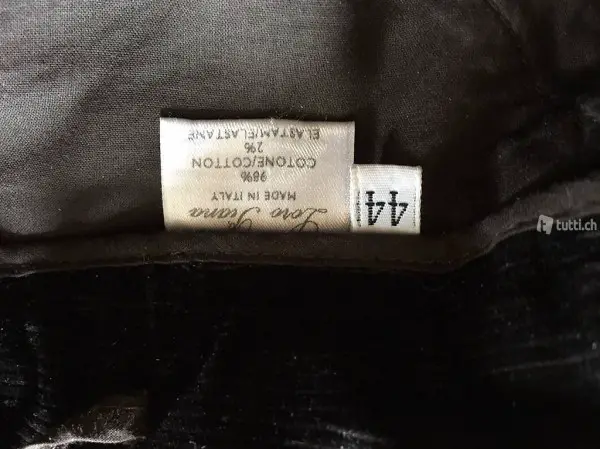 Loro Piana
MADE IN ITALY
98%
COTONE/COTTON
2%
ELASTAM/ELASTANE
44
tutti.ch